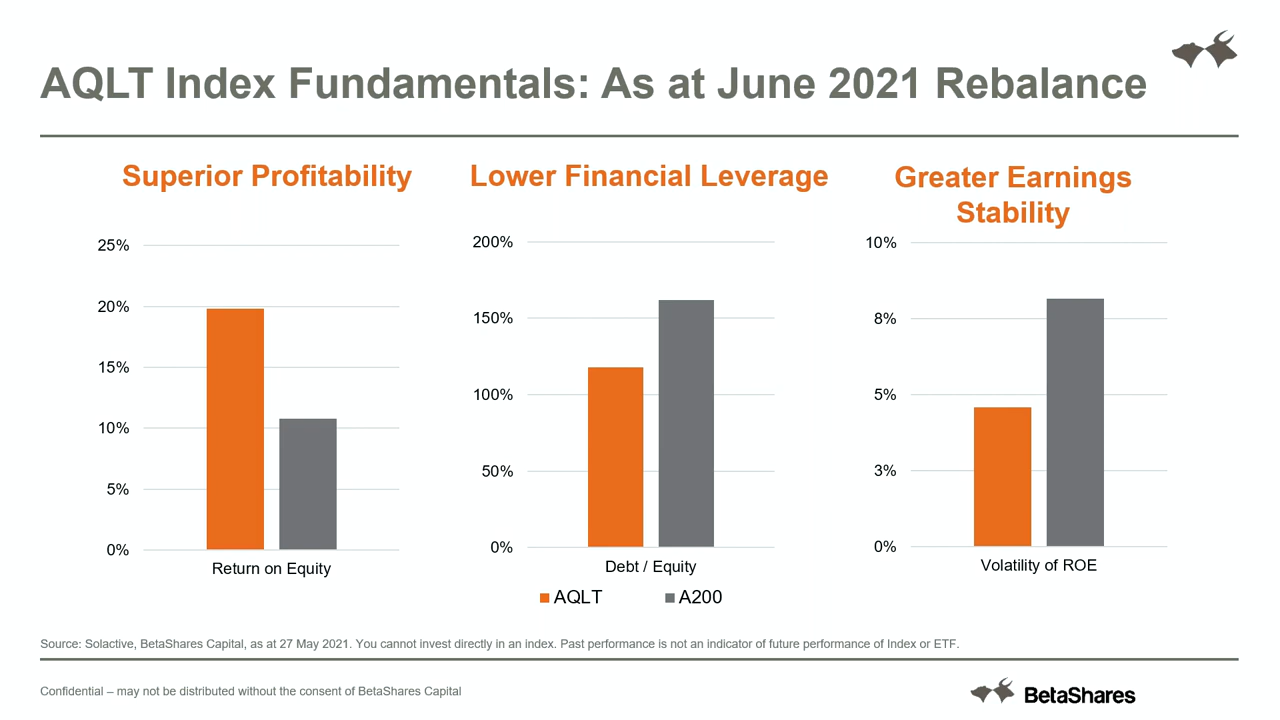 AQLT Index Fundamentals: As at June 2021 Rebalance
Superior Profitability
25%
20%
15%
10%
5%
0%
Return on Equity
Lower Financial Leverage
200%
150%
100%
50%
0%
Debt / Equity
Greater Earnings
Stability
10%
8%
5%
3%
0%
Volatility of ROE
AQLT
A200
Source: Solactive, BetaShares Capital, as at 27 May 2021. You cannot invest directly in an index. Past performance is not an indicator of future performance of Index or ETF.
Confidential – may not be distributed without the consent of BetaShares Capital
BetaShares